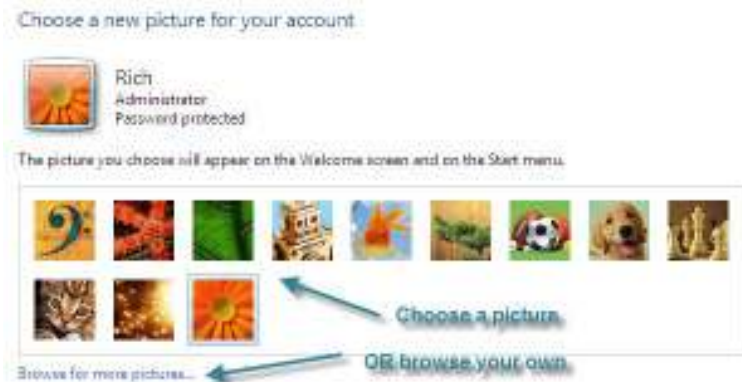 Choose a new picture for your account
Rich
Administrator
Password protected
The picture you choose will appear on the Welcome screen and on the Start menu.
Choose a picture
OR browse your own
Browse for more pictures...